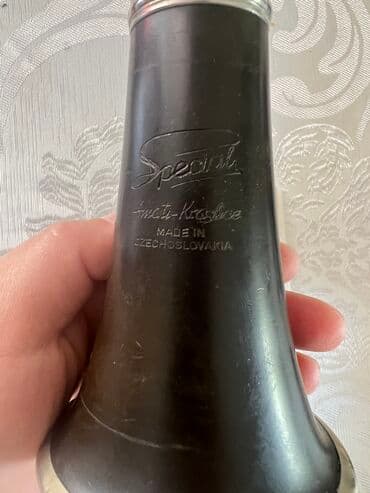 Special
Amati-Kraslice
MADE IN
CZECHOSLOVAKIA